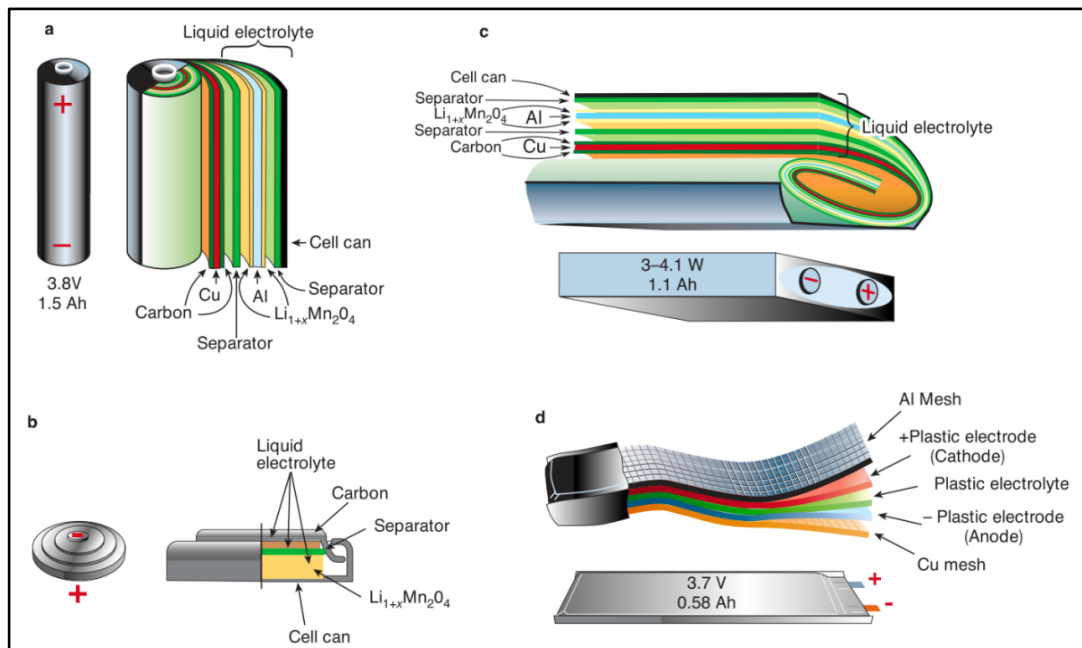 a
Liquid electrolyte
+
−
3.8V
1.5 Ah
Cell can
Separator
Al
Li1+xMn2O4
Cu
Carbon
Separator
c
Cell can
Separator
Li1+xMn2O4
Al
Separator
Carbon
Cu
Liquid electrolyte
3–4.1 W
1.1 Ah
−
+
b
Liquid
electrolyte
Carbon
Separator
Li1+xMn2O4
Cell can
−
+
d
Al Mesh
+Plastic electrode
(Cathode)
Plastic electrolyte
– Plastic electrode
(Anode)
Cu mesh
3.7 V
0.58 Ah
+
-